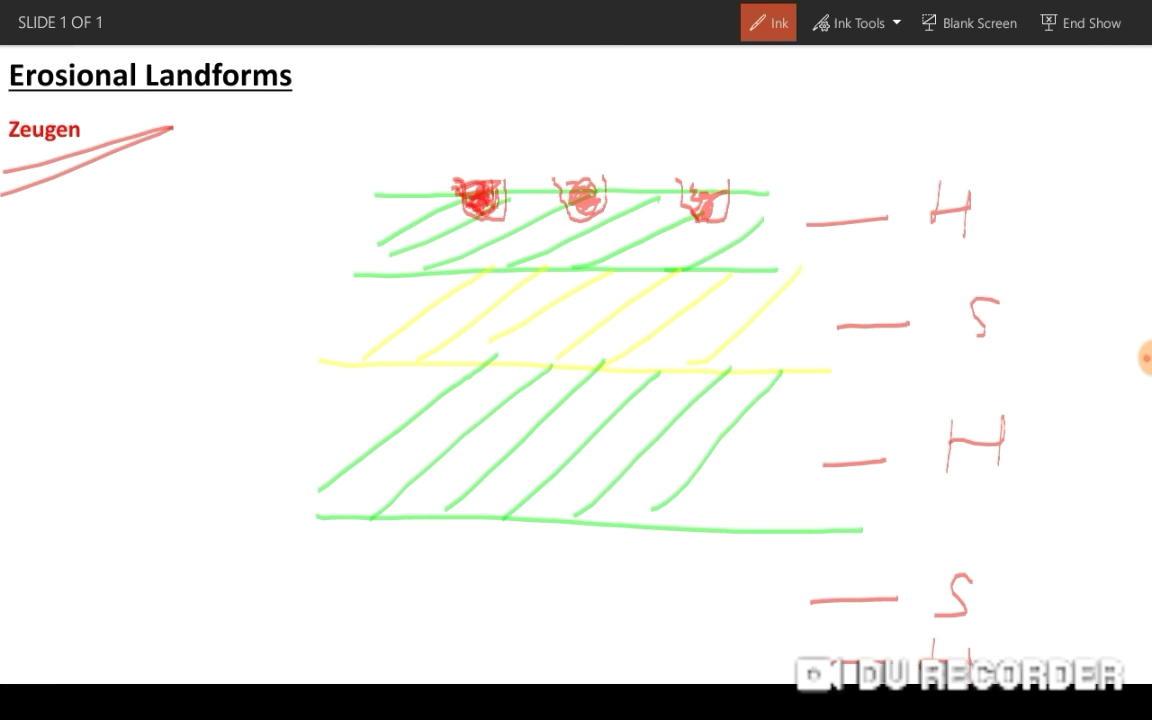 SLIDE 1 OF 1
Ink
Ink Tools
Blank Screen
End Show
Erosional Landforms
Zeugen
H
S
H
S
DU RECORDER